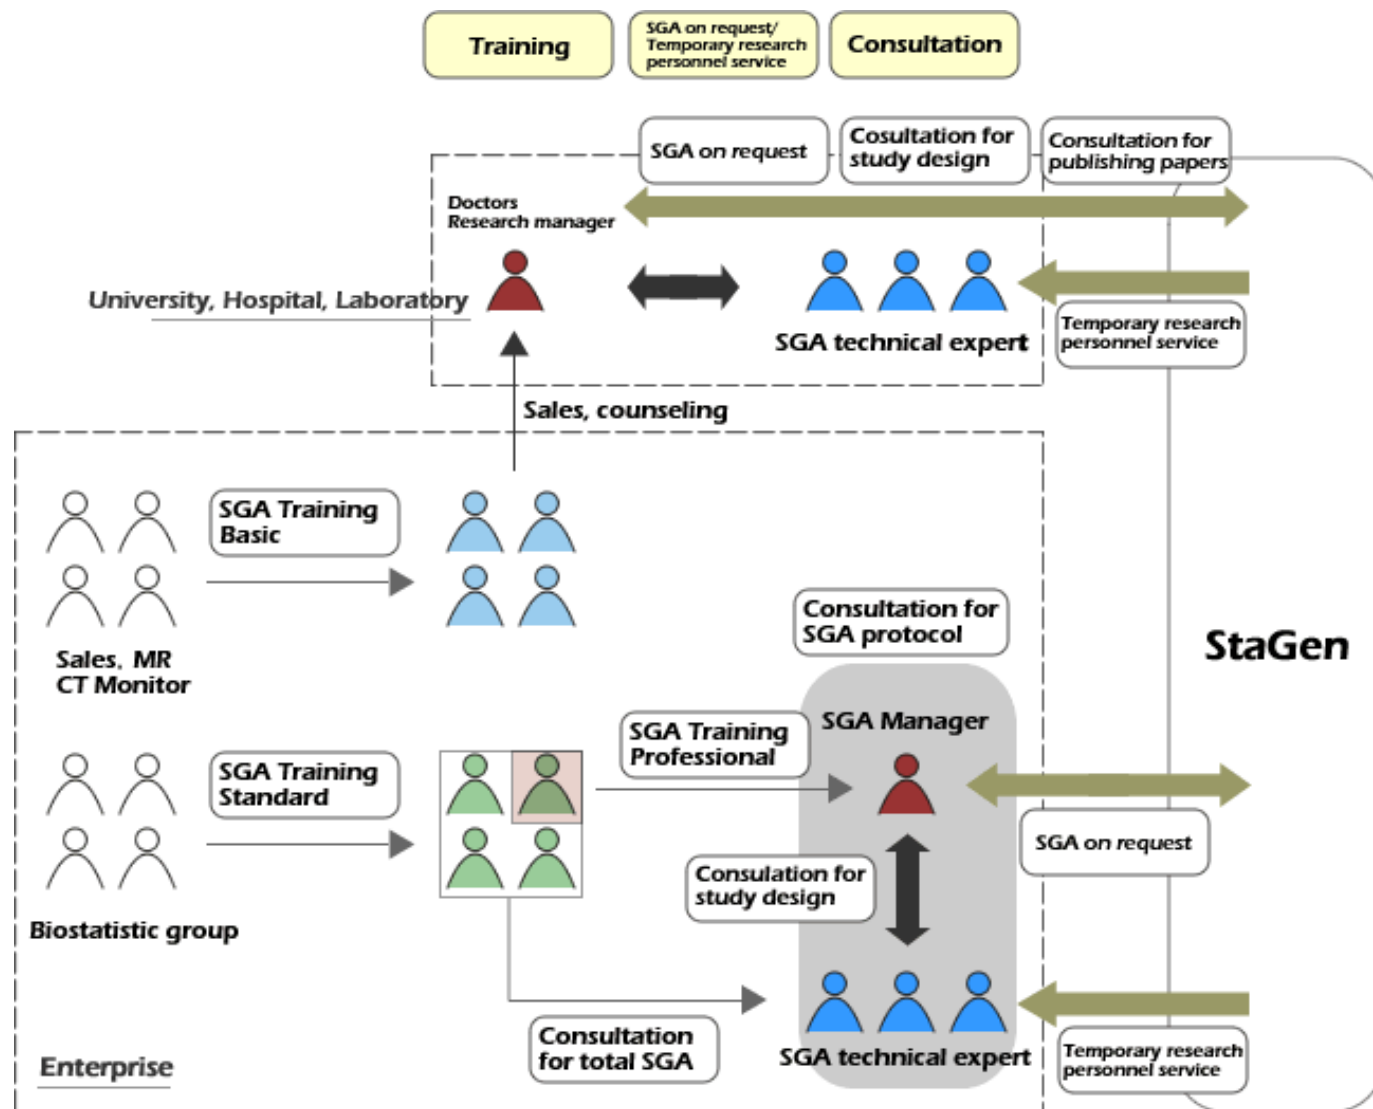 Training
SGA on request/
Temporary research
personnel service
Consultation
SGA on request
Cosultation for
study design
Consultation for
publishing papers
Doctors
Research manager
University, Hospital, Laboratory
SGA technical expert
Temporary research
personnel service
Sales, counseling
SGA Training
Basic
Sales, MR
CT Monitor
Consultation for
SGA protocol
StaGen
SGA Manager
SGA Training
Professional
SGA Training
Standard
SGA on request
Consulation for
study design
Biostatistic group
Consultation
for total SGA
SGA technical expert
Temporary research
personnel service
Enterprise